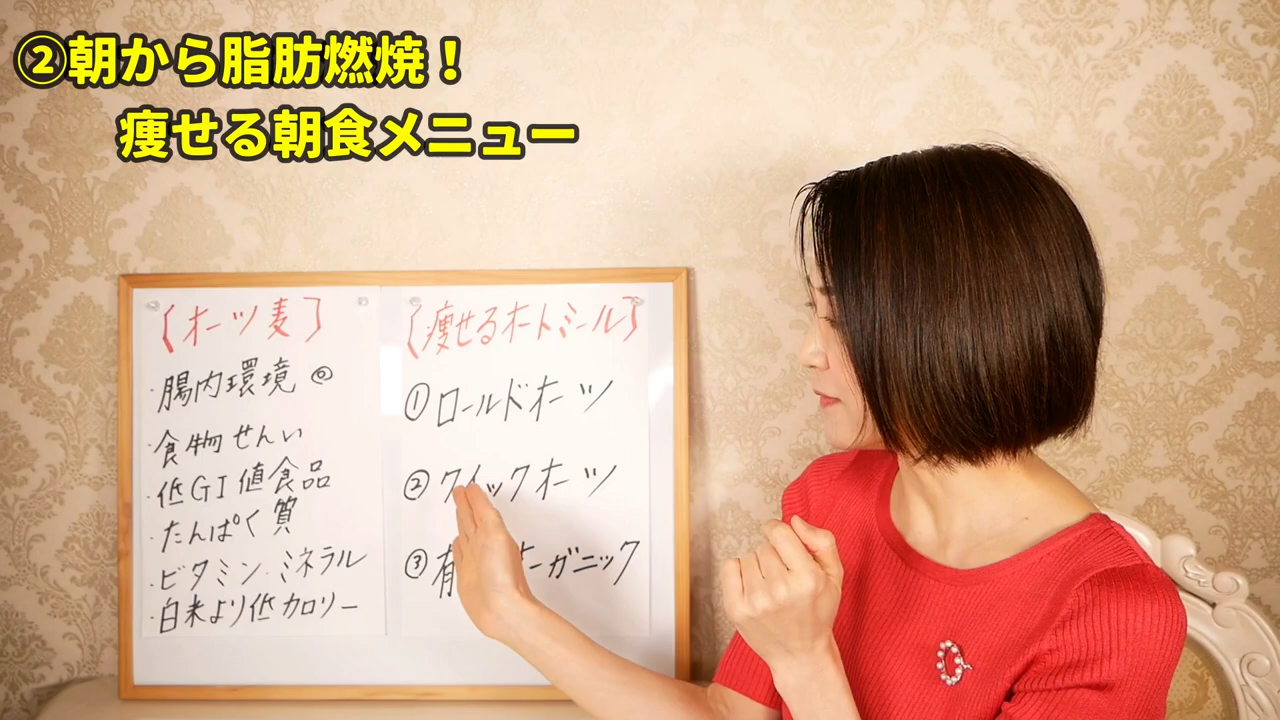 ②朝から脂肪燃焼！
痩せる朝食メニュー
［オーツ麦］
・腸内環境◎
・食物せんい
・低GI値食品
・たんぱく質
・ビタミン・ミネラル
・白米より低カロリー
［痩せるオートミール］
①ロールドオーツ
②クイックオーツ
③有 オーガニック